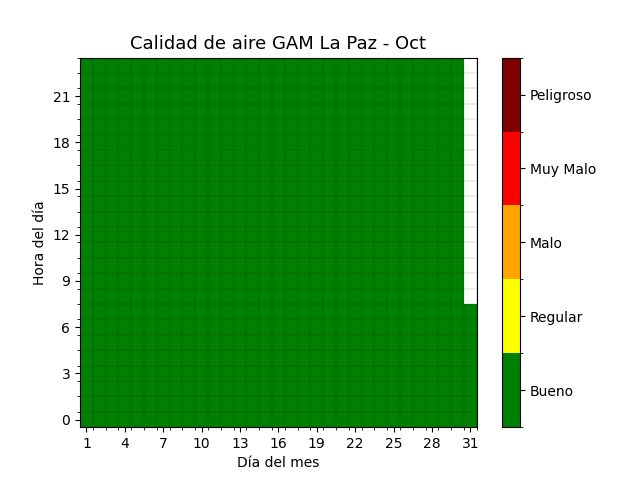 Calidad de aire GAM La Paz - Oct
Hora del día
21
18
15
12
9
6
3
0
1 4 7 10 13 16 19 22 25 28 31
Día del mes
Peligroso
Muy Malo
Malo
Regular
Bueno